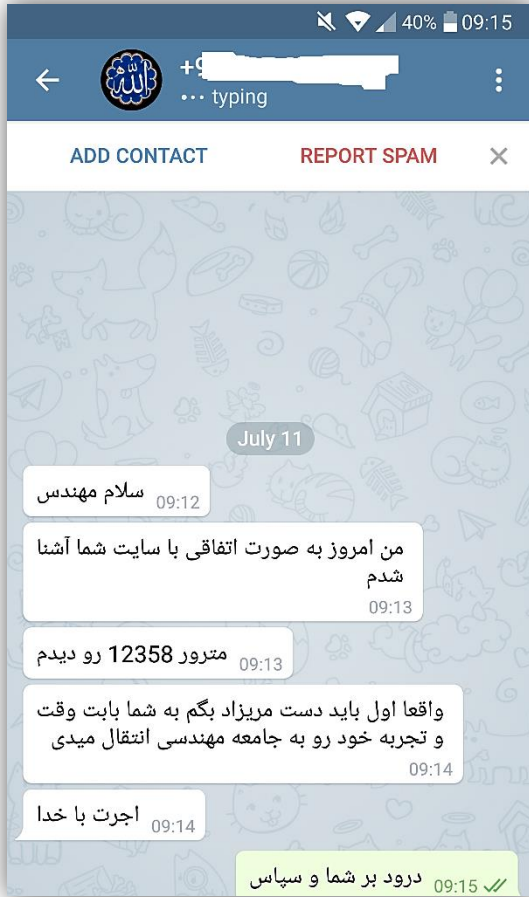 40% 09:15
+9
typing
ADD CONTACT
REPORT SPAM
July 11
سلام مهندس
09:12
من امروز به صورت اتفاقی با سایت شما آشنا
شدم
09:13
مترور 12358 رو دیدم
09:13
واقعا اول باید دست مریزاد بگم به شما بابت وقت
و تجربه خود رو به جامعه مهندسی انتقال میدی
09:14
اجرت با خدا
09:14
درود بر شما و سپاس
09:15